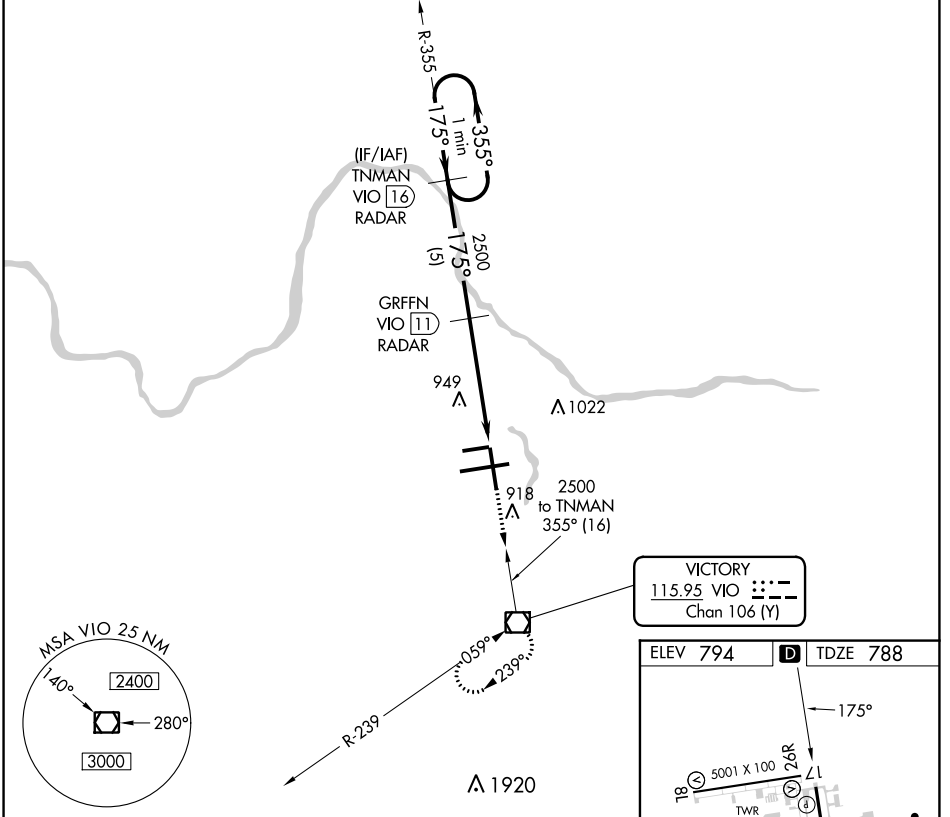 R-355
175°
1 min
355°
(IF/IAF)
TNMAN
VIO 16
RADAR
2500
175°
(5)
GRFFN
VIO 11
RADAR
949
1022
918
2500
to TNMAN
355° (16)
VICTORY
115.95 VIO
Chan 106 (Y)
059°
239°
R-239
MSA VIO 25 NM
140°
2400
280°
3000
1920
ELEV 794
D
TDZE 788
175°
8L
V
5001 X 100
26R
17
A
P
TWR